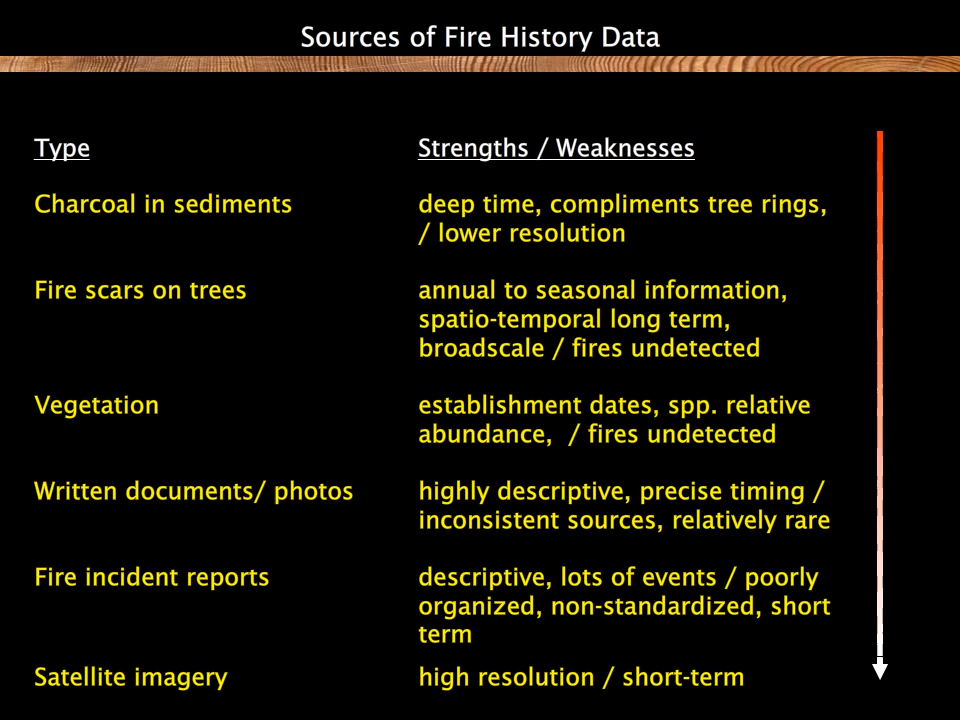 Sources of Fire History Data
Type
Strengths / Weaknesses
Charcoal in sediments
deep time, compliments tree rings,
/ lower resolution
Fire scars on trees
annual to seasonal information,
spatio-temporal long term,
broadscale / fires undetected
Vegetation
establishment dates, spp. relative
abundance,  / fires undetected
Written documents/ photos
highly descriptive, precise timing /
inconsistent sources, relatively rare
Fire incident reports
descriptive, lots of events / poorly
organized, non-standardized, short
term
Satellite imagery
high resolution / short-term